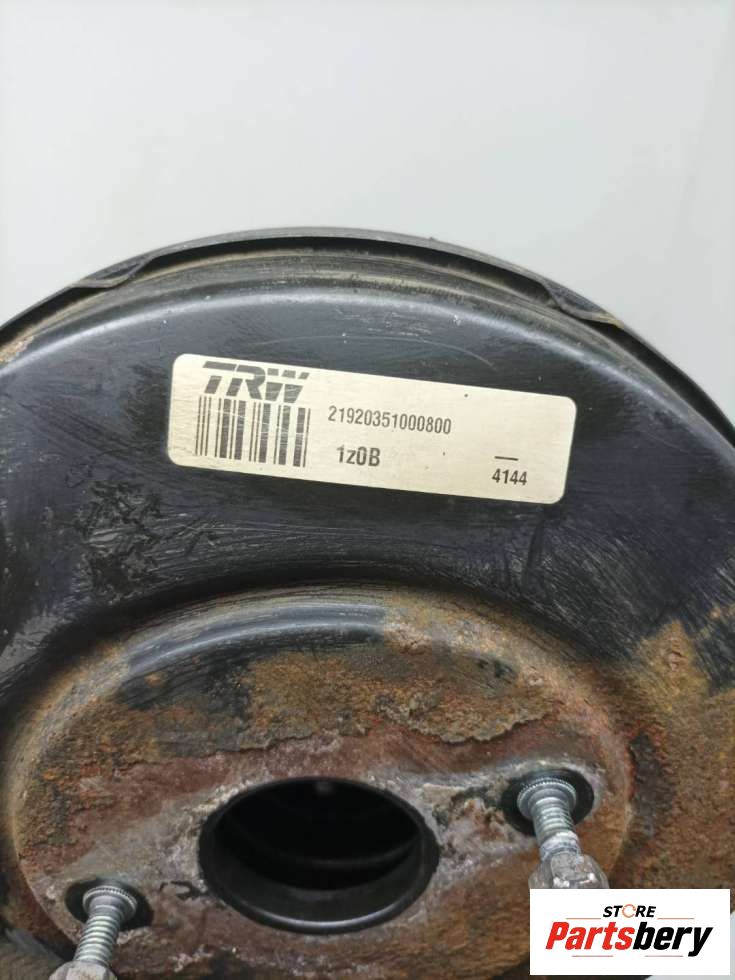 TRW
21920351000800
1z0B
—
4144
STORE
Partsbery